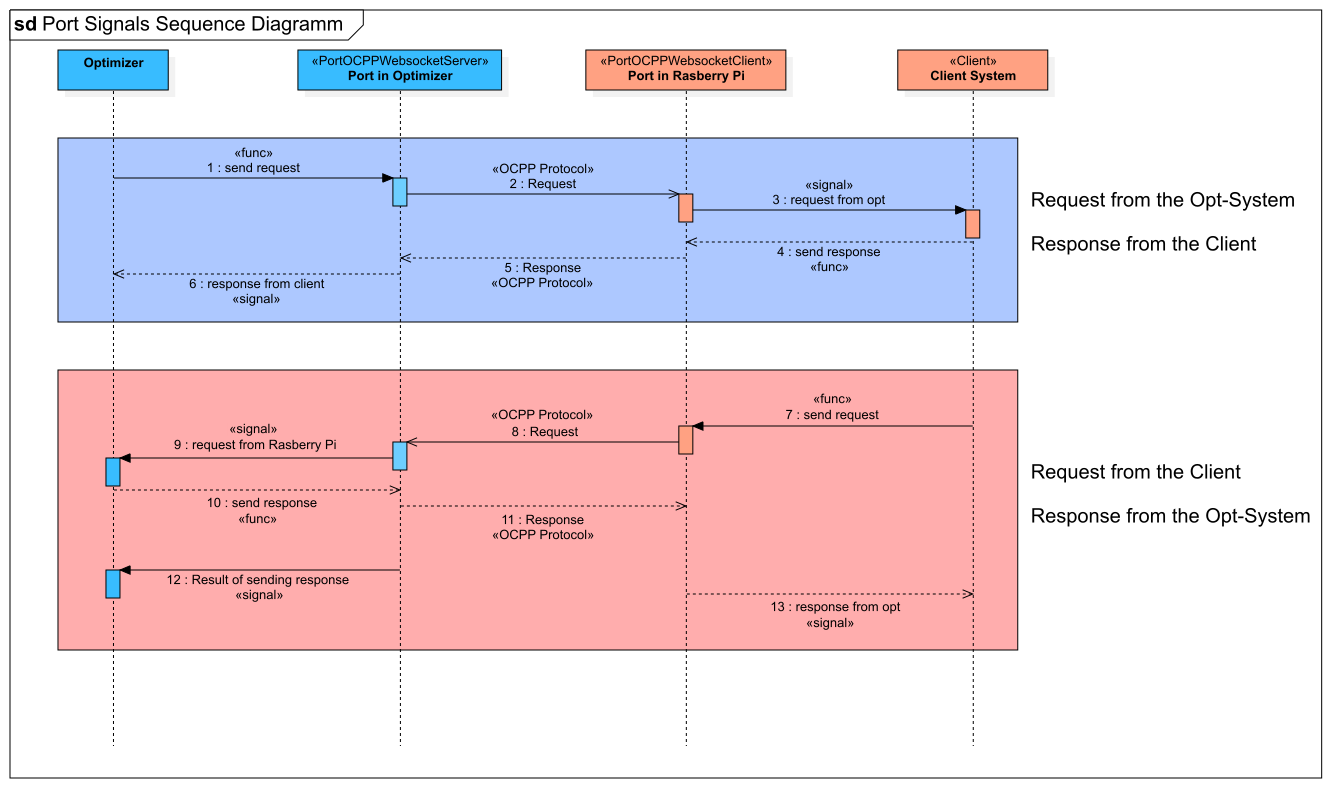 sd Port Signals Sequence Diagramm
Optimizer
«PortOCPPWebsocketServer»
Port in Optimizer
«PortOCPPWebsocketClient»
Port in Rasberry Pi
«Client»
Client System
«func»
1 : send request
«OCPP Protocol»
2 : Request
«signal»
3 : request from opt
Request from the Opt-System
4 : send response
«func»
Response from the Client
5 : Response
«OCPP Protocol»
6 : response from client
«signal»
«func»
7 : send request
«OCPP Protocol»
8 : Request
«signal»
9 : request from Rasberry Pi
Request from the Client
10 : send response
«func»
11 : Response
«OCPP Protocol»
Response from the Opt-System
12 : Result of sending response
«signal»
13 : response from opt
«signal»